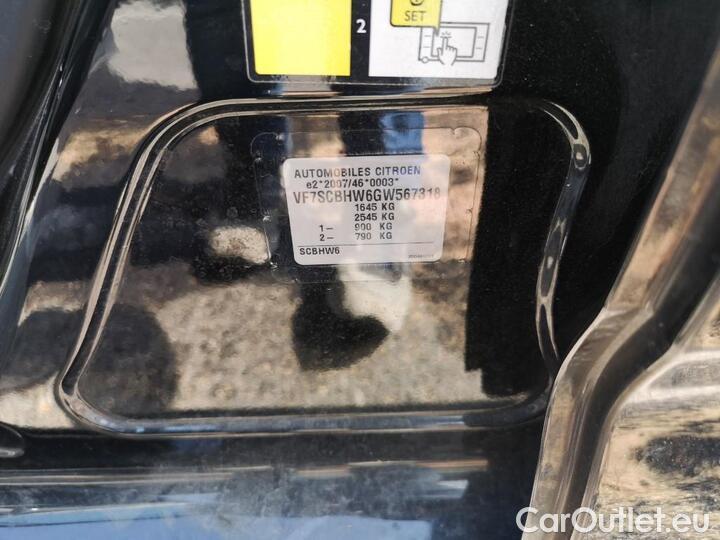 SET
2
AUTOMOBILES CITROEN
e2*2007/46*0003*
VF7SCBHW6GW567318
1645 KG
2545 KG
1- 900 KG
2- 790 KG
SCBHW6
CarOutlet.eu